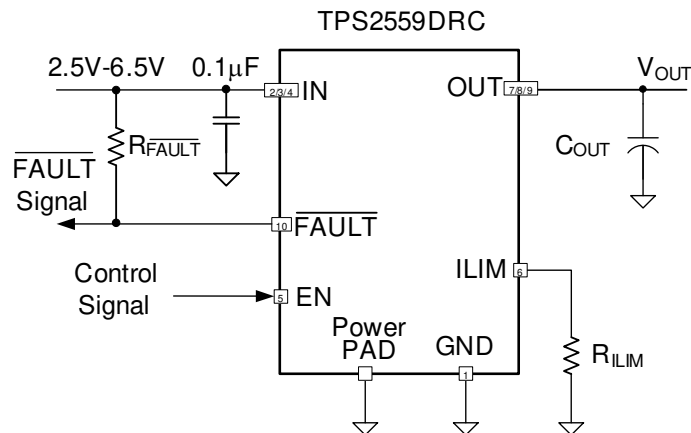 TPS2559DRC
2.5V-6.5V
0.1μF
2/3/4
IN
OUT
7/8/9
VOUT
RFAULT
COUT
FAULT
Signal
10
FAULT
ILIM
6
Control
Signal
5
EN
Power
PAD
GND
1
RILIM